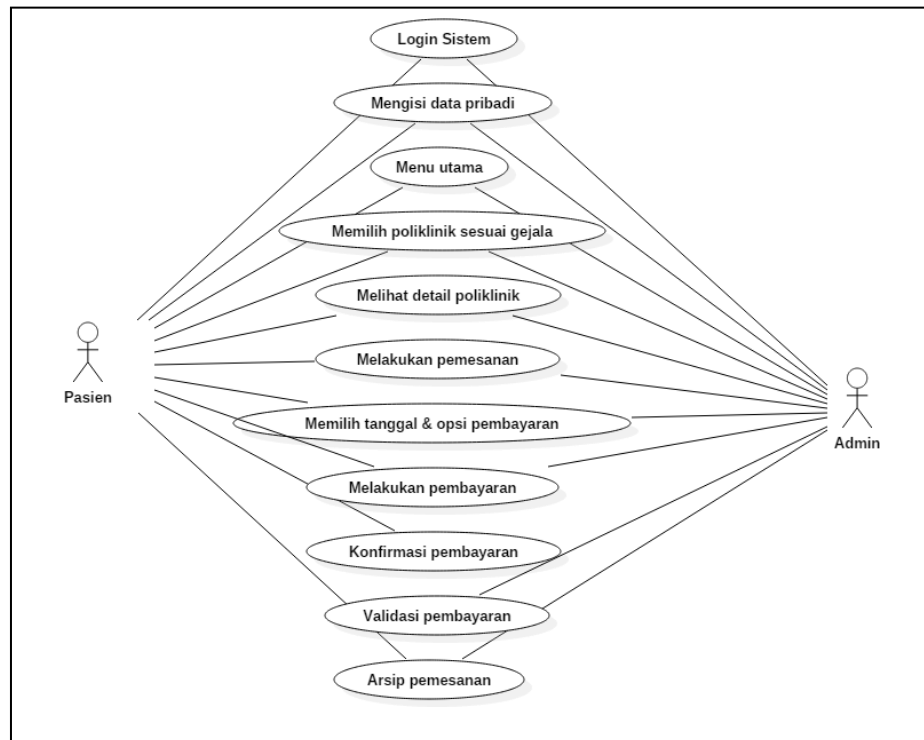 Login Sistem
Mengisi data pribadi
Menu utama
Memilih poliklinik sesuai gejala
Melihat detail poliklinik
Melakukan pemesanan
Pasien
Memilih tanggal & opsi pembayaran
Admin
Melakukan pembayaran
Konfirmasi pembayaran
Validasi pembayaran
Arsip pemesanan